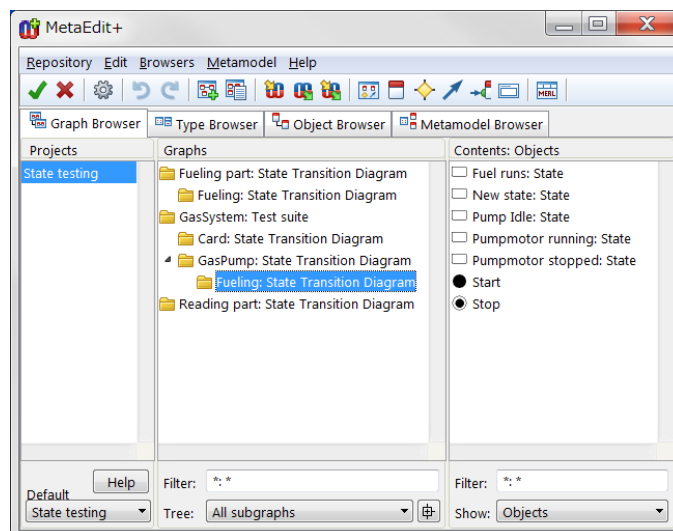 MetaEdit+
Repository Edit Browsers Metamodel Help
MERL
Graph Browser Type Browser Object Browser Metamodel Browser
Projects
State testing
Graphs
Fueling part: State Transition Diagram
Fueling: State Transition Diagram
GasSystem: Test suite
Card: State Transition Diagram
GasPump: State Transition Diagram
Fueling: State Transition Diagram
Reading part: State Transition Diagram
Contents: Objects
Fuel runs: State
New state: State
Pump Idle: State
Pumpmotor running: State
Pumpmotor stopped: State
Start
Stop
Help
Default
State testing
Filter: *: *
Tree: All subgraphs
Filter: *: *
Show: Objects